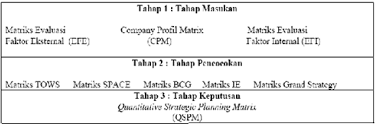 Tahap 1 : Tahap Masukan
Matriks Evaluasi Company Profil Matrix Matriks Evaluasi
Faktor Eksternal (EFE) (CPM) Faktor Internal (EFI)
Tahap 2 : Tahap Pencocokan
Matriks TOWS Matriks SPACE Matriks BCG Matriks IE Matriks Grand Strategy
Tahap 3 : Tahap Keputusan
Quantitative Strategic Planning Matrix
(QSPM)